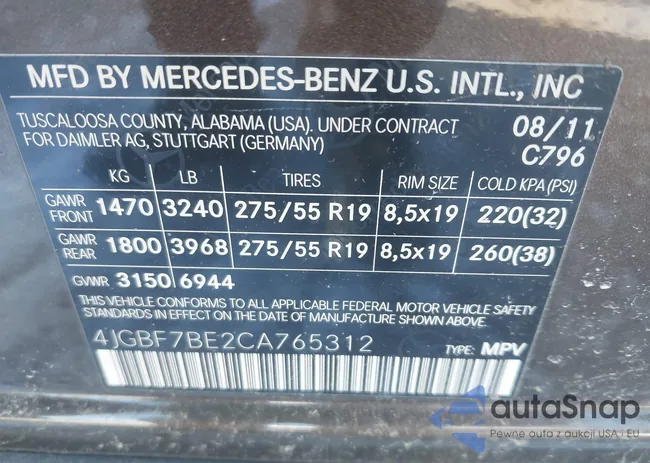 MFD BY MERCEDES-BENZ U.S. INTL., INC
TUSCALOOSA COUNTY, ALABAMA (USA). UNDER CONTRACT
FOR DAIMLER AG, STUTTGART (GERMANY)
08/11
C796
KG LB TIRES RIM SIZE COLD KPA (PSI)
GAWR FRONT 1470 3240 275/55 R19 8,5x19 220(32)
GAWR REAR 1800 3968 275/55 R19 8,5x19 260(38)
GVWR 3150 6944
THIS VEHICLE CONFORMS TO ALL APPLICABLE FEDERAL MOTOR VEHICLE SAFETY
STANDARDS IN EFFECT ON THE DATE OF MANUFACTURE SHOWN ABOVE.
4JGBF7BE2CA765312 TYPE: MPV
autaSnap
Pewne auta z aukcji USA i EU